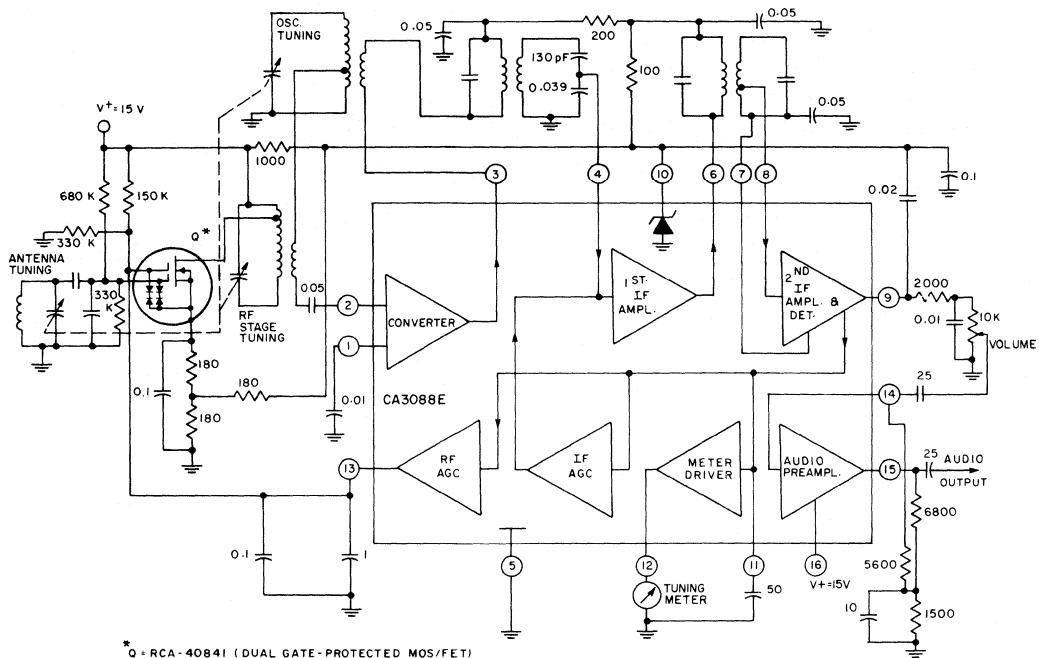 OSC.
TUNING
0.05
200
0.05
130pF
0.039
100
0.05
V+=15 V
1000
680 K
150K
330 K
Q*
ANTENNA
TUNING
330
K
RF
STAGE
TUNING
0.05
3
4
6
10
7
8
0.02
0.1
2
CONVERTER
1
1ST.
IF
AMPL.
2ND
IF
AMPL. &
DET.
9
2000
0.01
10K
VOLUME
180
0.1
180
180
0.01
CA3088E
25
14
13
RF
AGC
IF
AGC
METER
DRIVER
AUDIO
PREAMPL.
15
25
AUDIO
OUTPUT
6800
0.1
1
5
12
11
16
V+=15V
TUNING
METER
50
5600
10
1500
*Q = RCA-40841 (DUAL GATE-PROTECTED MOS/FET)